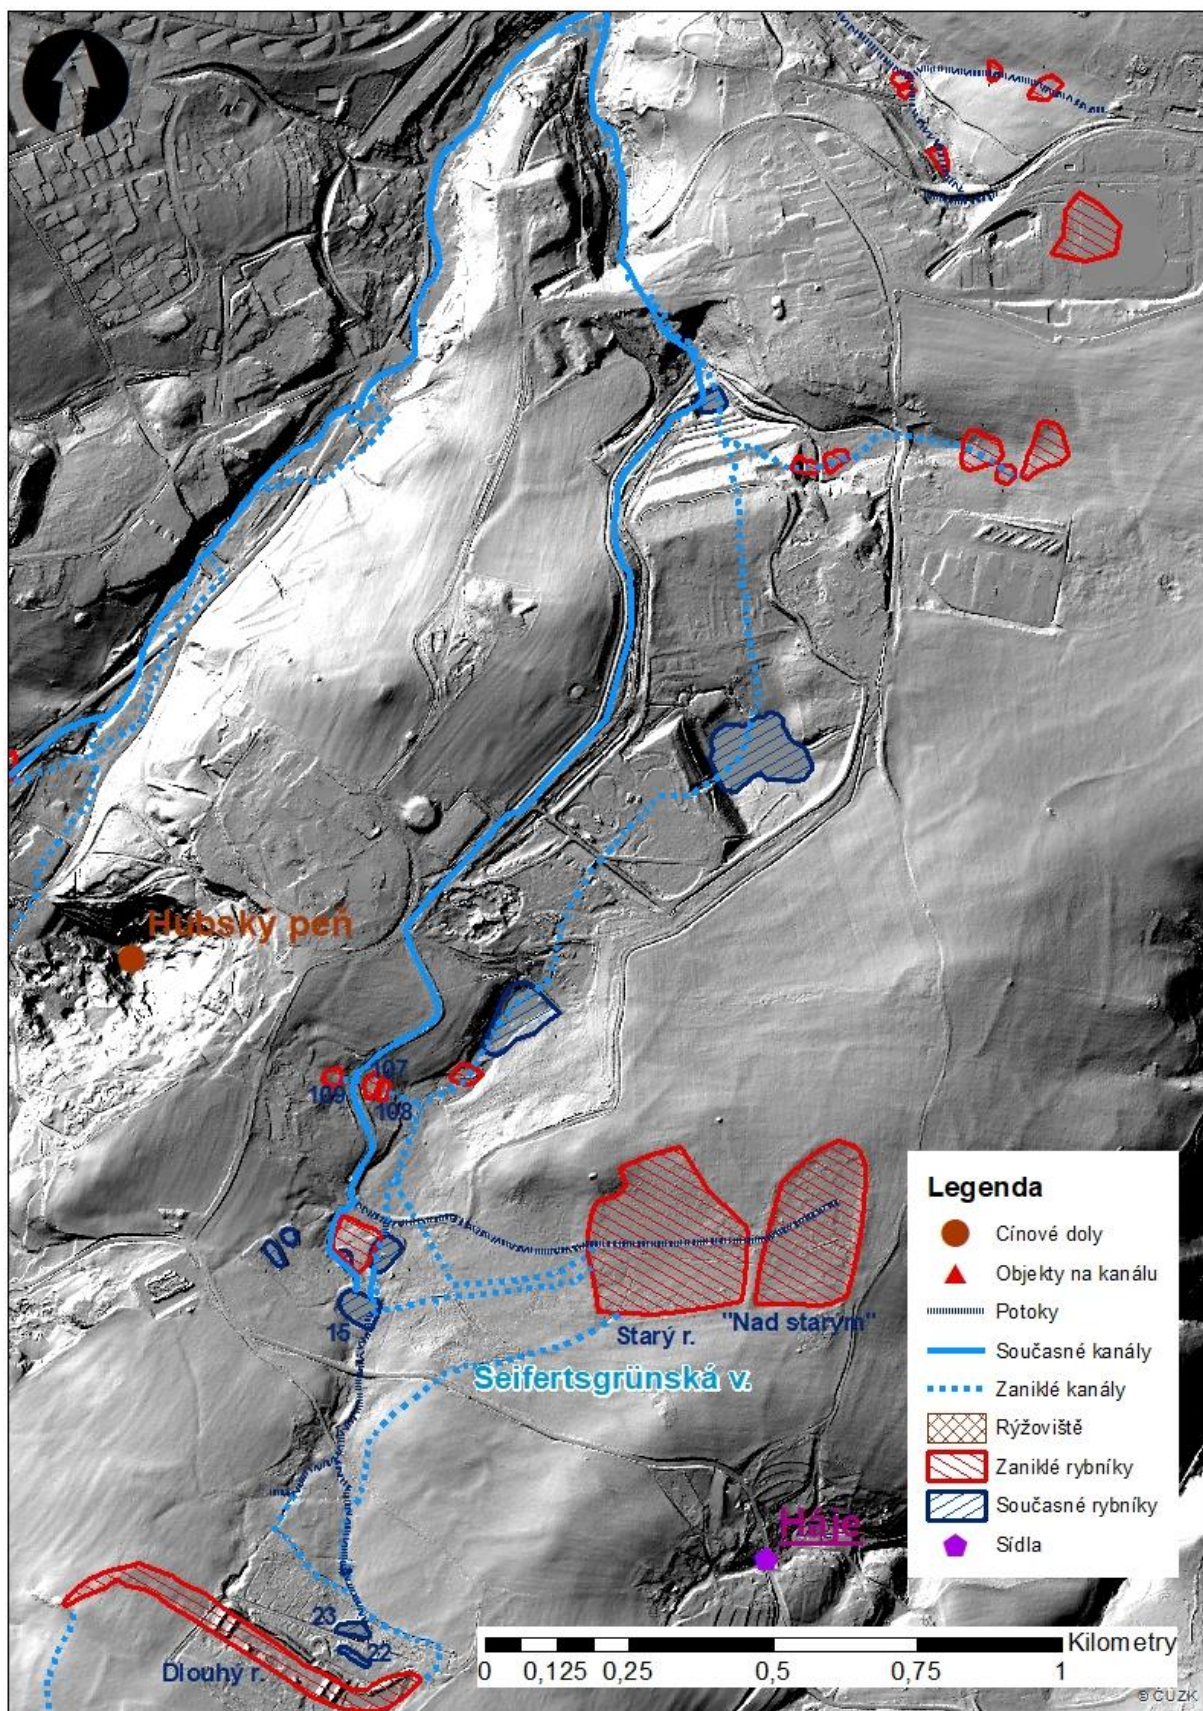 Hubský peň
107
109
108
15
Starý r.
"Nad starým"
Seifertsgrünská v.
Háje
23
22
Dlouhý r.
Legenda
Cínové doly
Objekty na kanálu
Potoky
Současné kanály
Zaniklé kanály
Rýžoviště
Zaniklé rybníky
Současné rybníky
Sídla
Kilometry
0 0,125 0,25 0,5 0,75 1
© ČÚZK